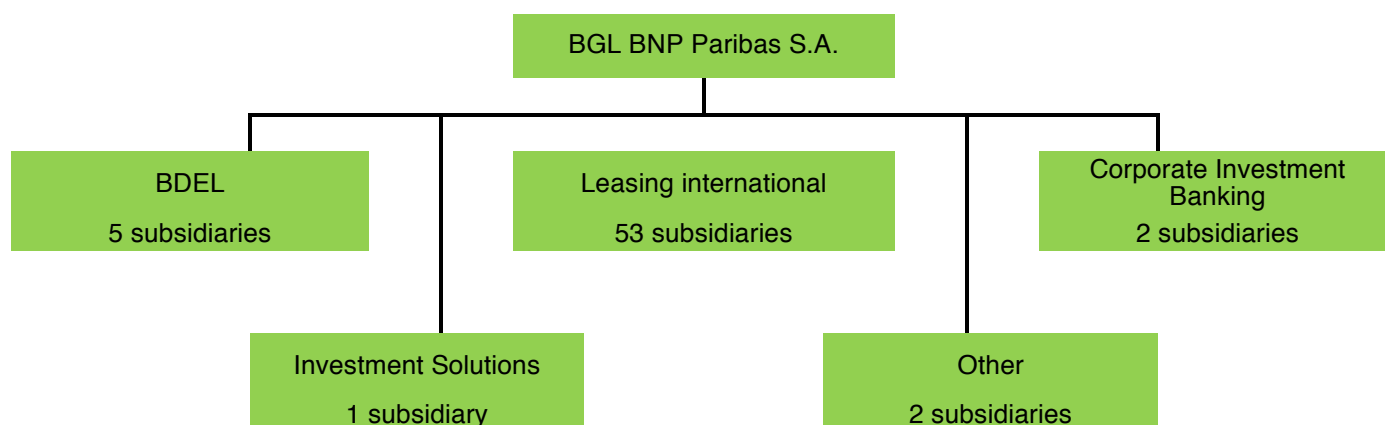 BGL BNP Paribas S.A.
BDEL
5 subsidiaries
Leasing international
53 subsidiaries
Corporate Investment
Banking
2 subsidiaries
Investment Solutions
1 subsidiary
Other
2 subsidiaries